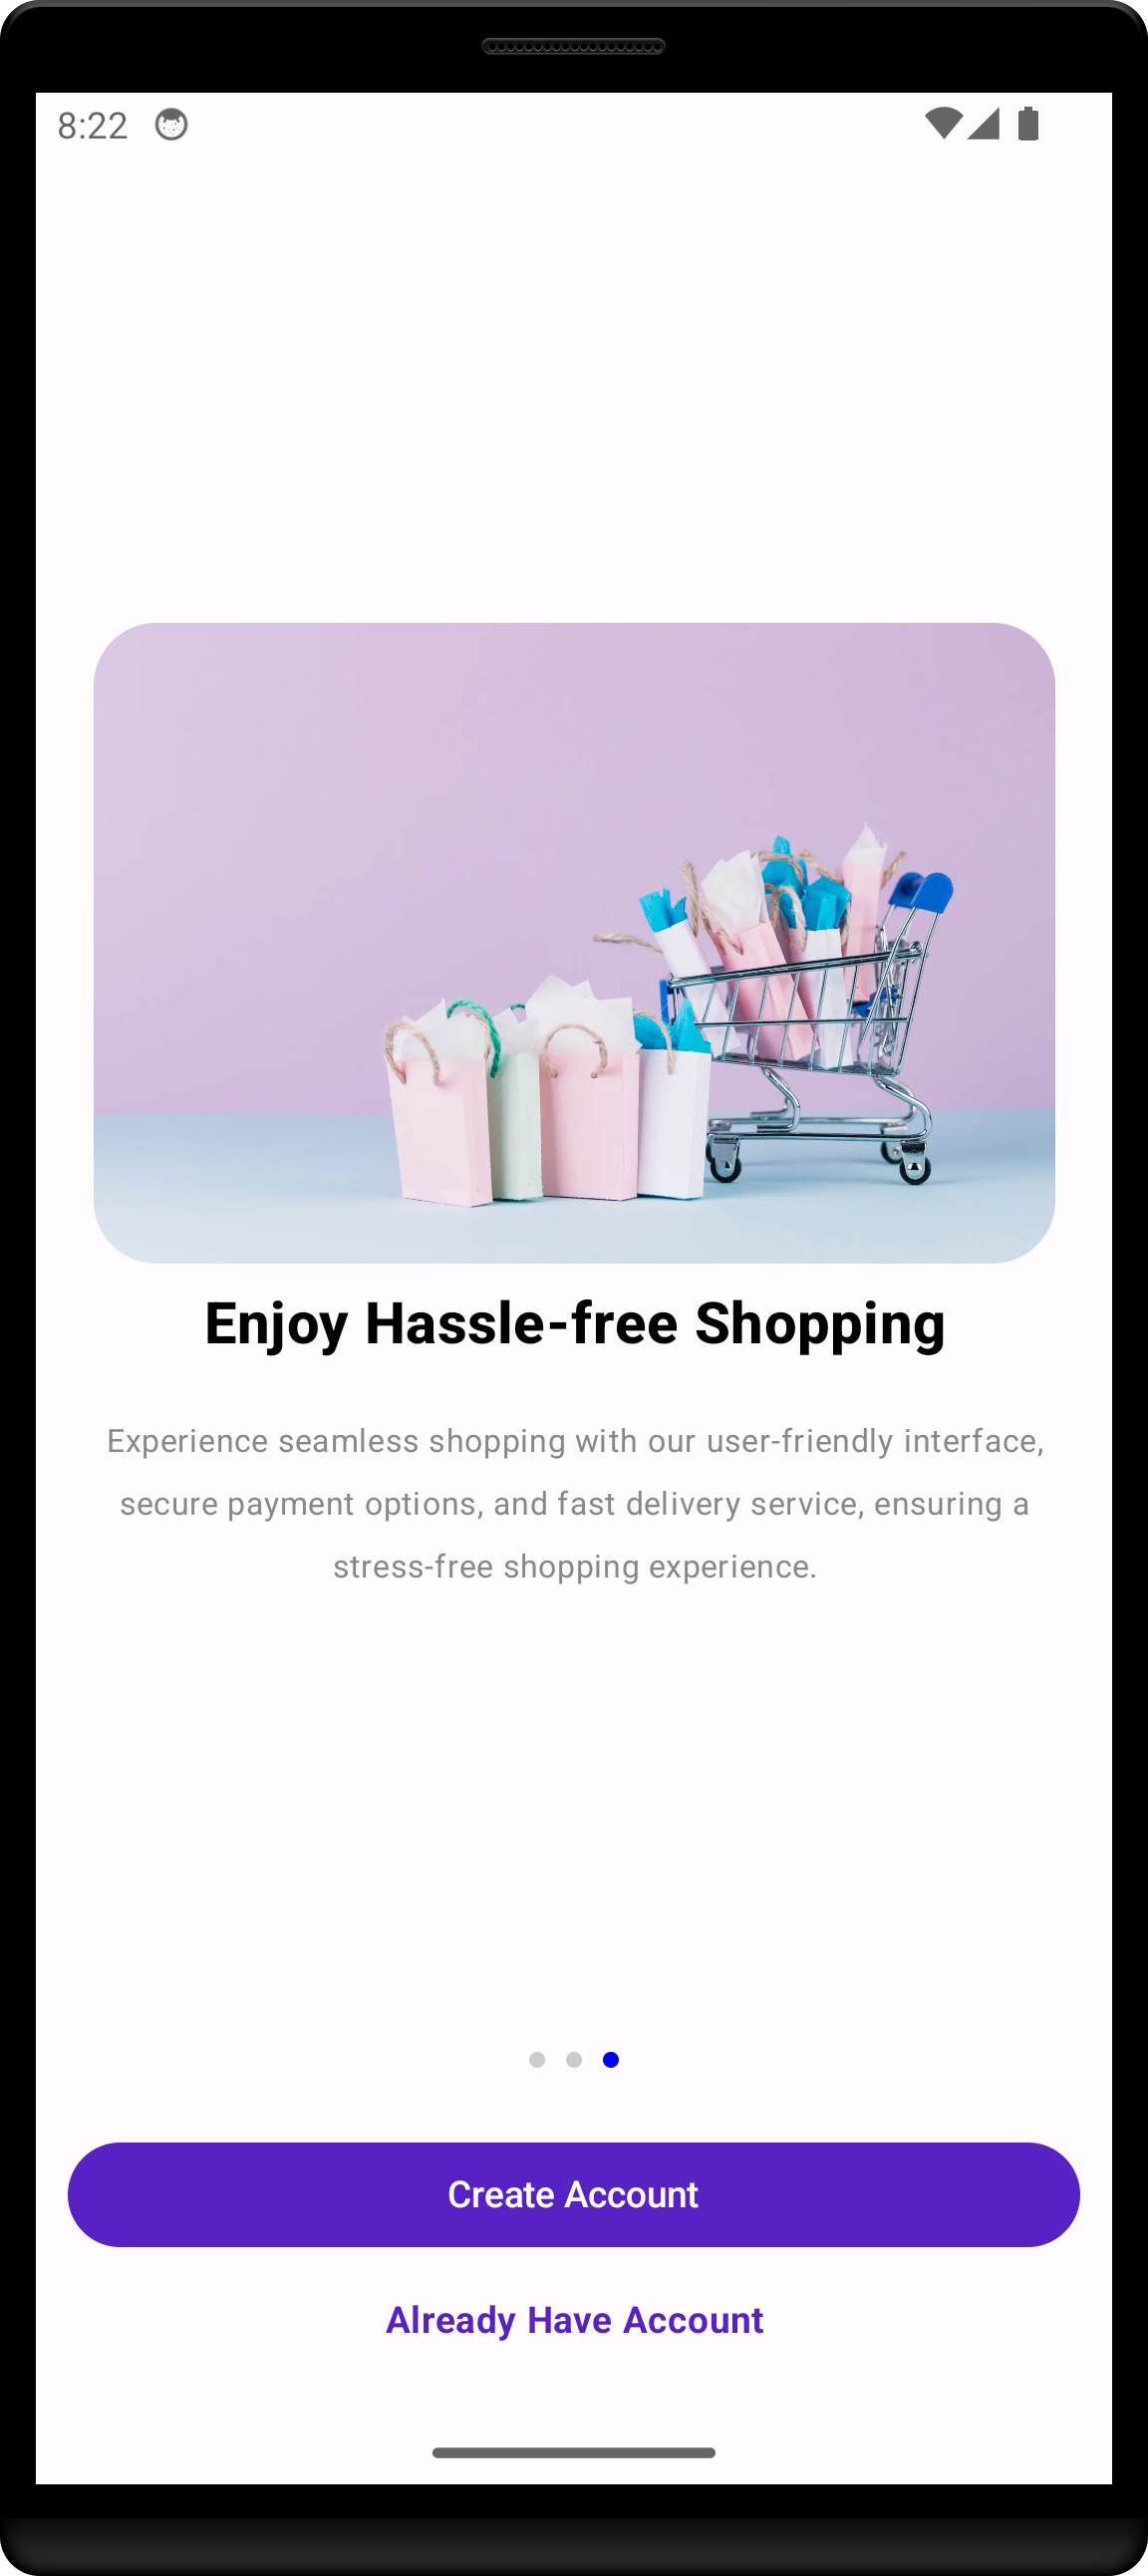 8:22
Enjoy Hassle-free Shopping
Experience seamless shopping with our user-friendly interface,
secure payment options, and fast delivery service, ensuring a
stress-free shopping experience.
Create Account
Already Have Account